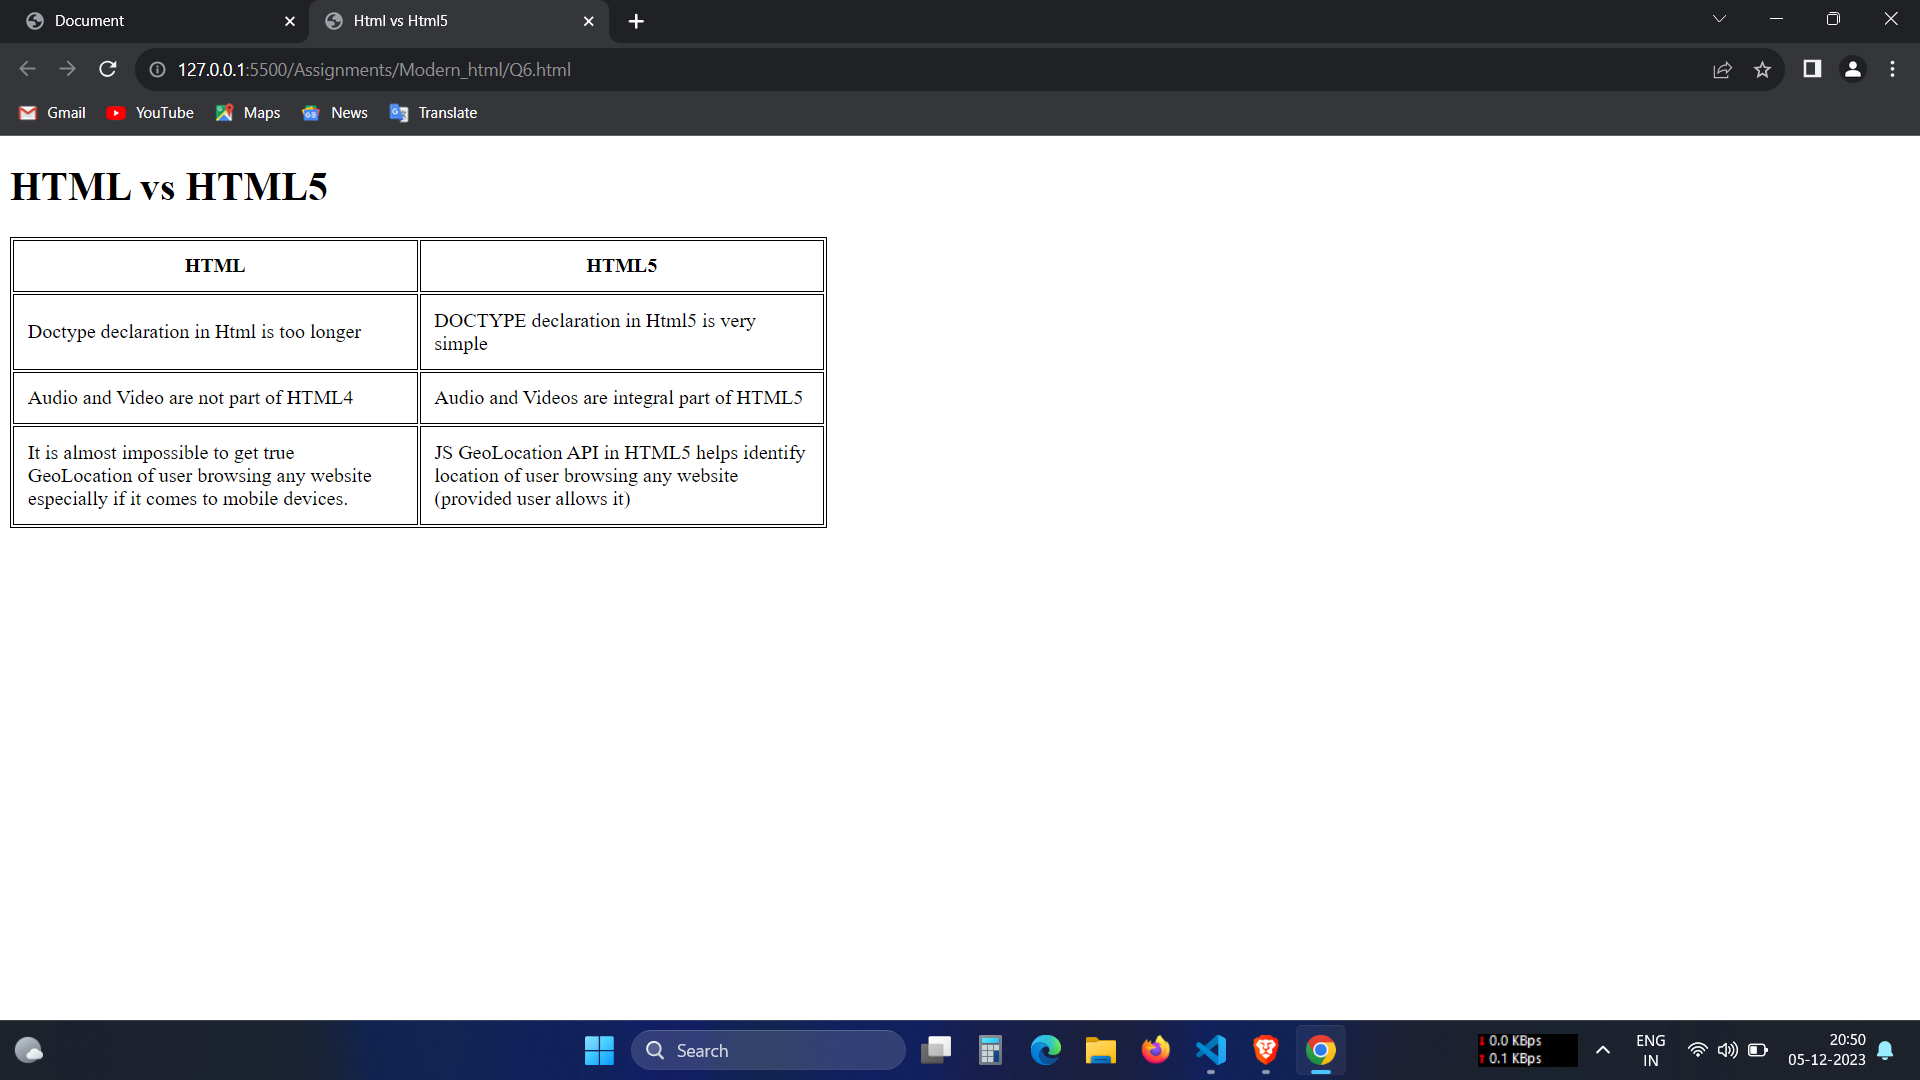 Document
Html vs Html5
127.0.0.1:5500/Assignments/Modern_html/Q6.html
Gmail YouTube Maps News Translate
HTML vs HTML5
HTML HTML5
Doctype declaration in Html is too longer
DOCTYPE declaration in Html5 is very
simple
Audio and Video are not part of HTML4
Audio and Videos are integral part of HTML5
It is almost impossible to get true
GeoLocation of user browsing any website
especially if it comes to mobile devices.
JS GeoLocation API in HTML5 helps identify
location of user browsing any website
(provided user allows it)
Search
0.0 KBps
0.1 KBps
ENG
IN
20:50
05-12-2023